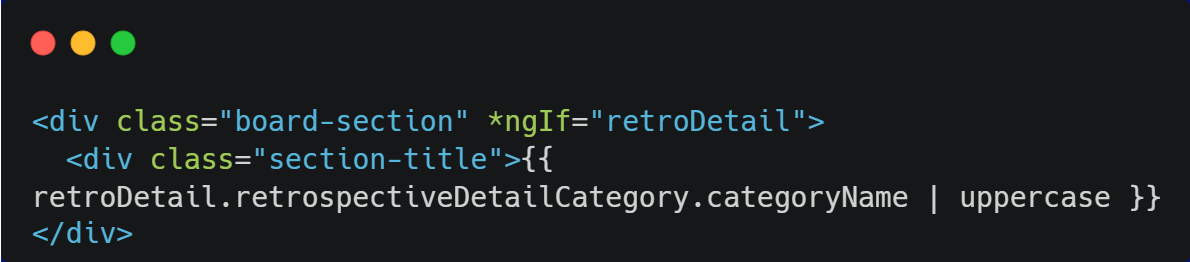 <div class="board-section" *ngIf="retroDetail">
  <div class="section-title">{{
retroDetail.retrospectiveDetailCategory.categoryName | uppercase }}
</div>